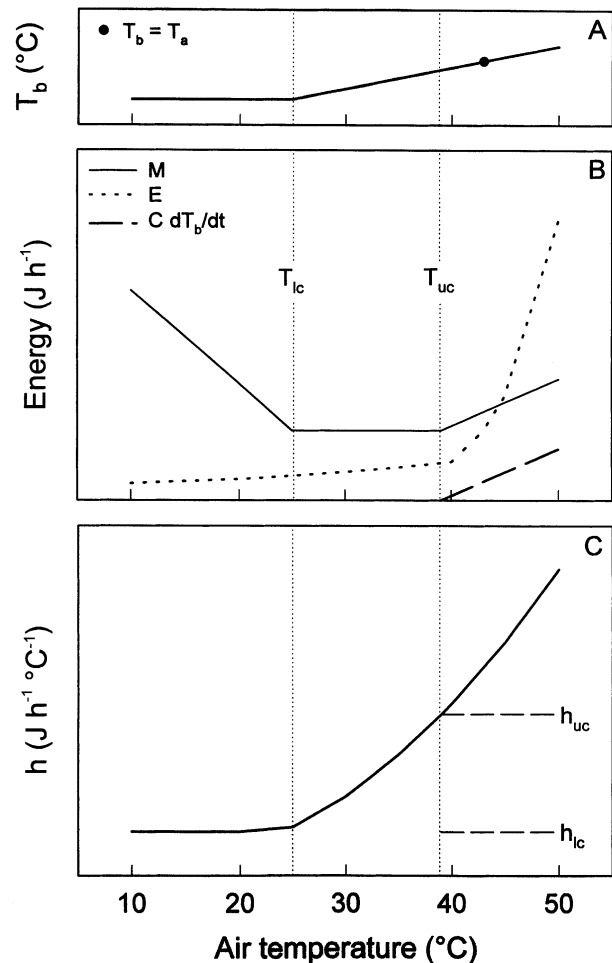 A
● T_b = T_a
T_b (°C)
B
M
E
C dT_b/dt
T_lc
T_uc
Energy (J h⁻¹)
C
h_uc
h_lc
h (J h⁻¹ °C⁻¹)
10 20 30 40 50
Air temperature (°C)